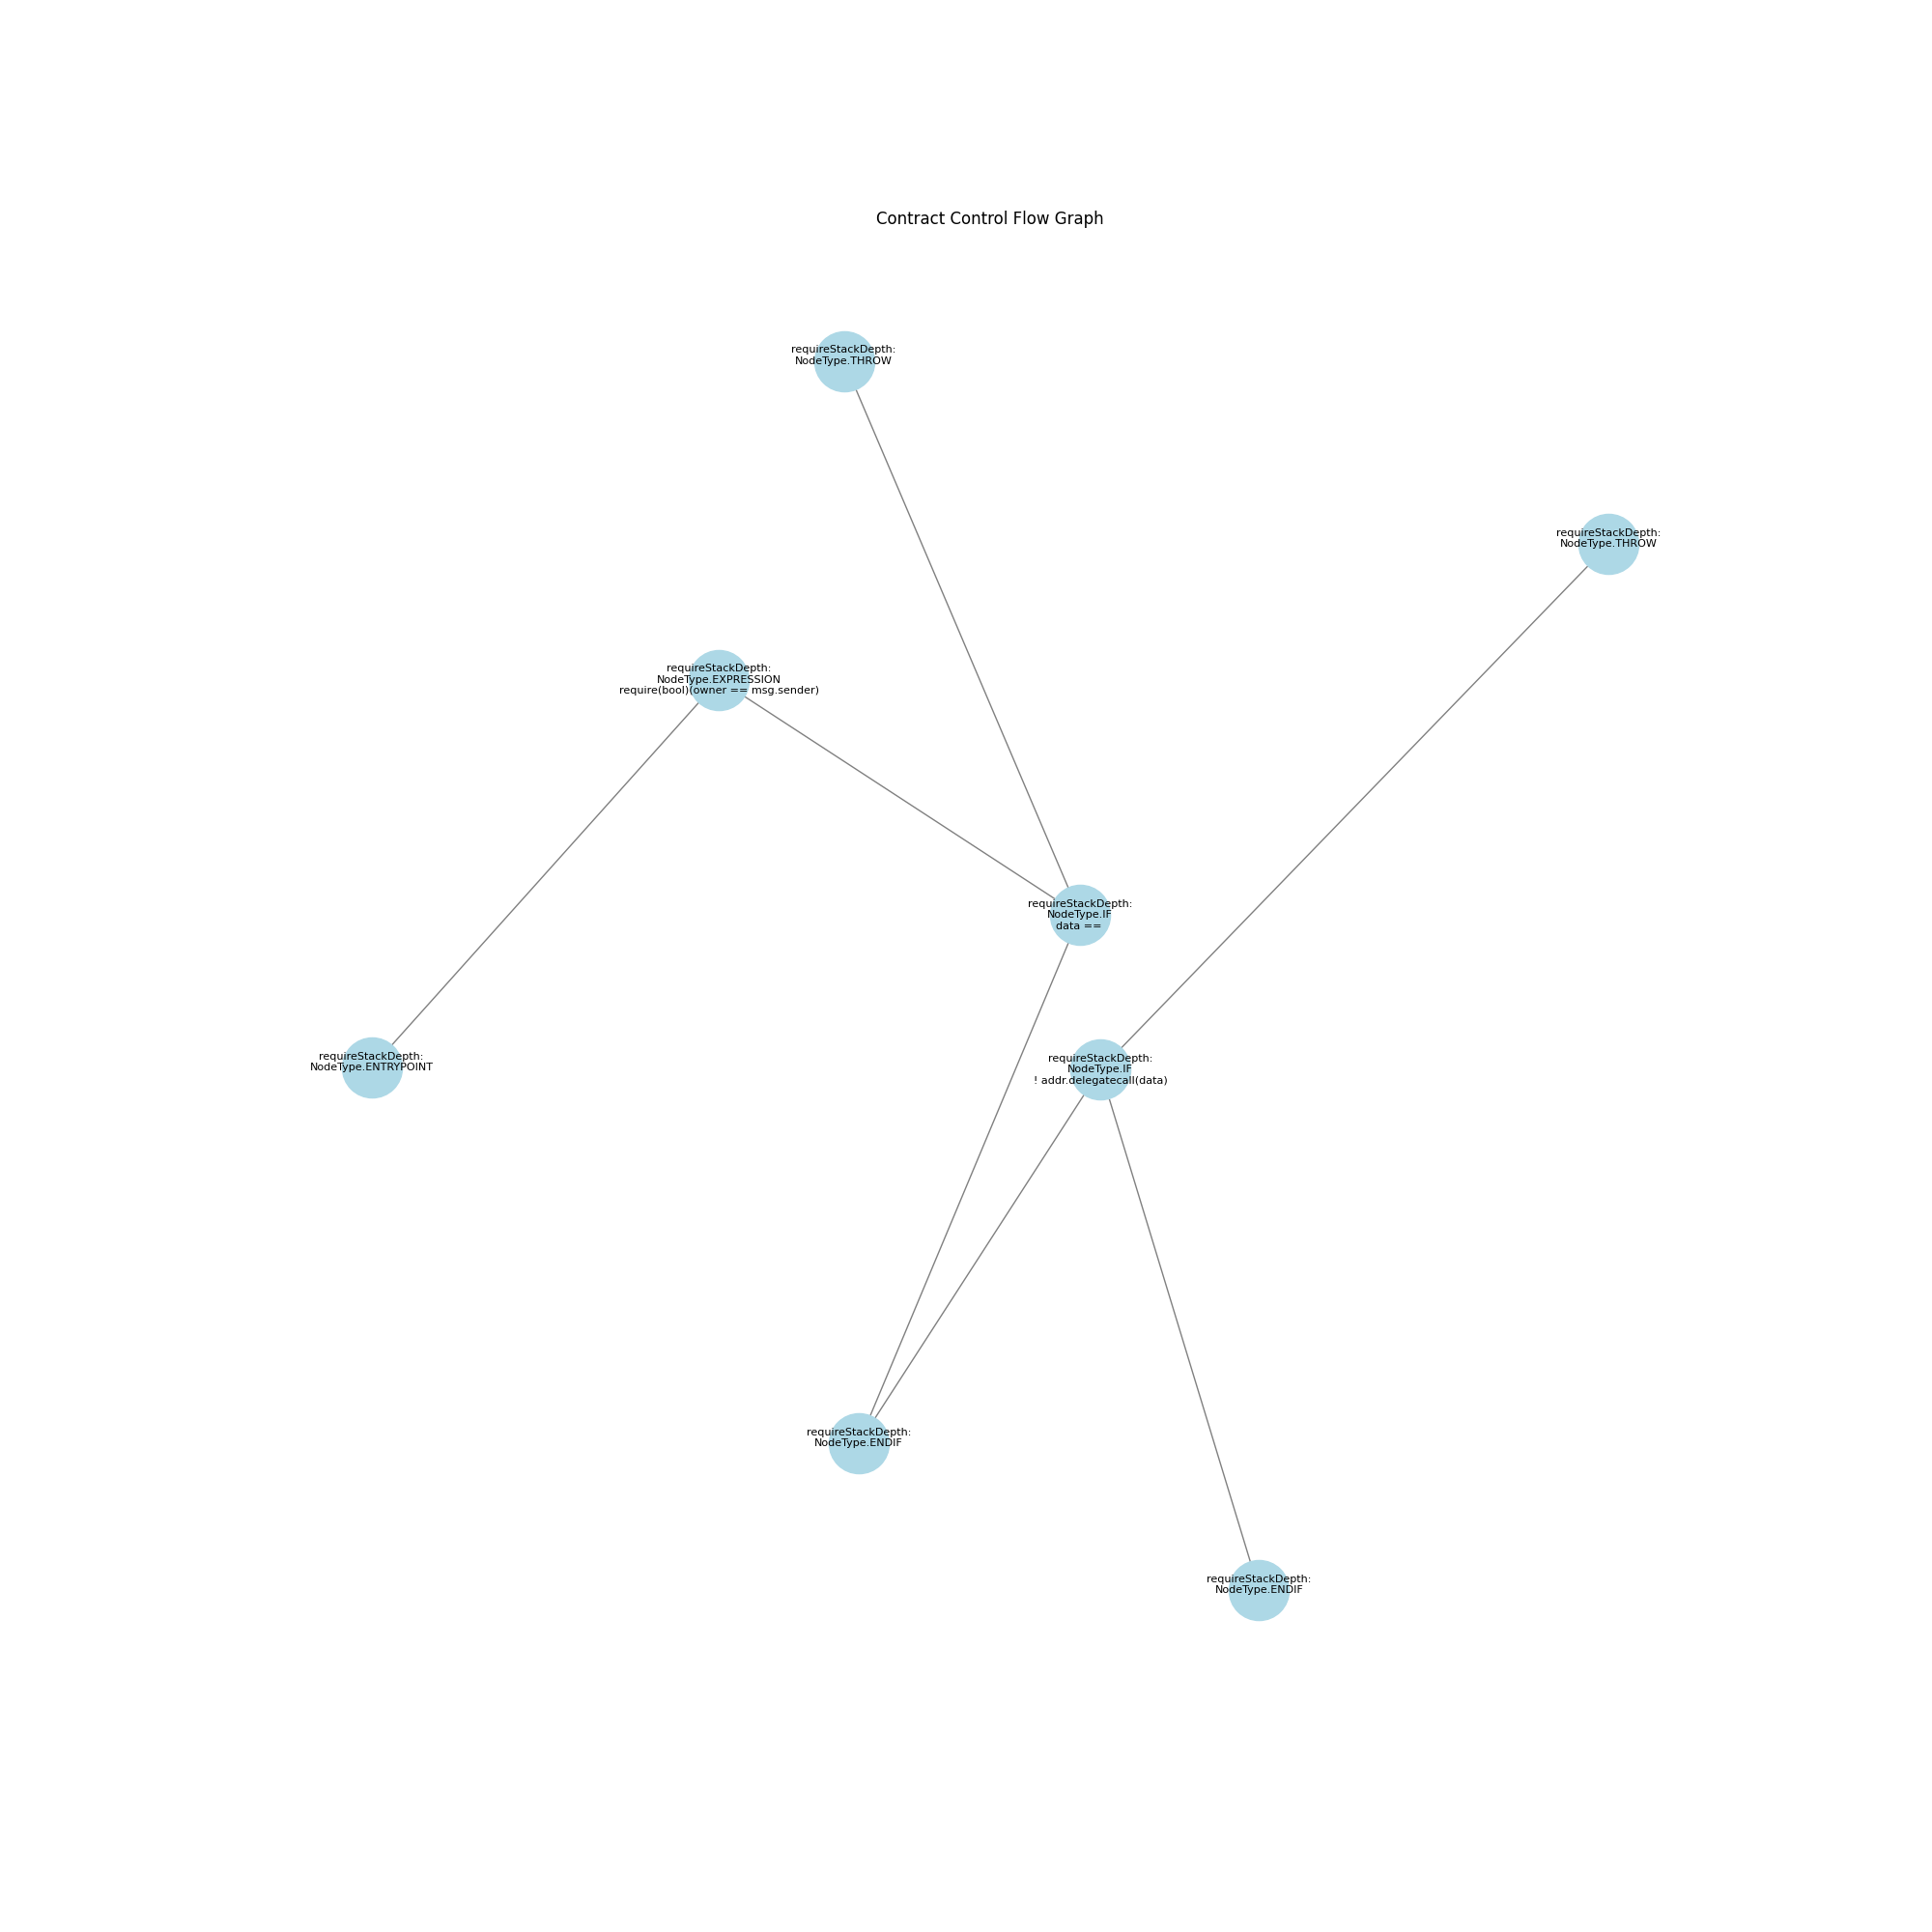 Contract Control Flow Graph
requireStackDepth:
NodeType.THROW
requireStackDepth:
NodeType.THROW
requireStackDepth:
NodeType.EXPRESSION
require(bool)(owner == msg.sender)
requireStackDepth:
NodeType.IF
data ==
requireStackDepth:
NodeType.ENTRYPOINT
requireStackDepth:
NodeType.IF
! addr.delegatecall(data)
requireStackDepth:
NodeType.ENDIF
requireStackDepth:
NodeType.ENDIF